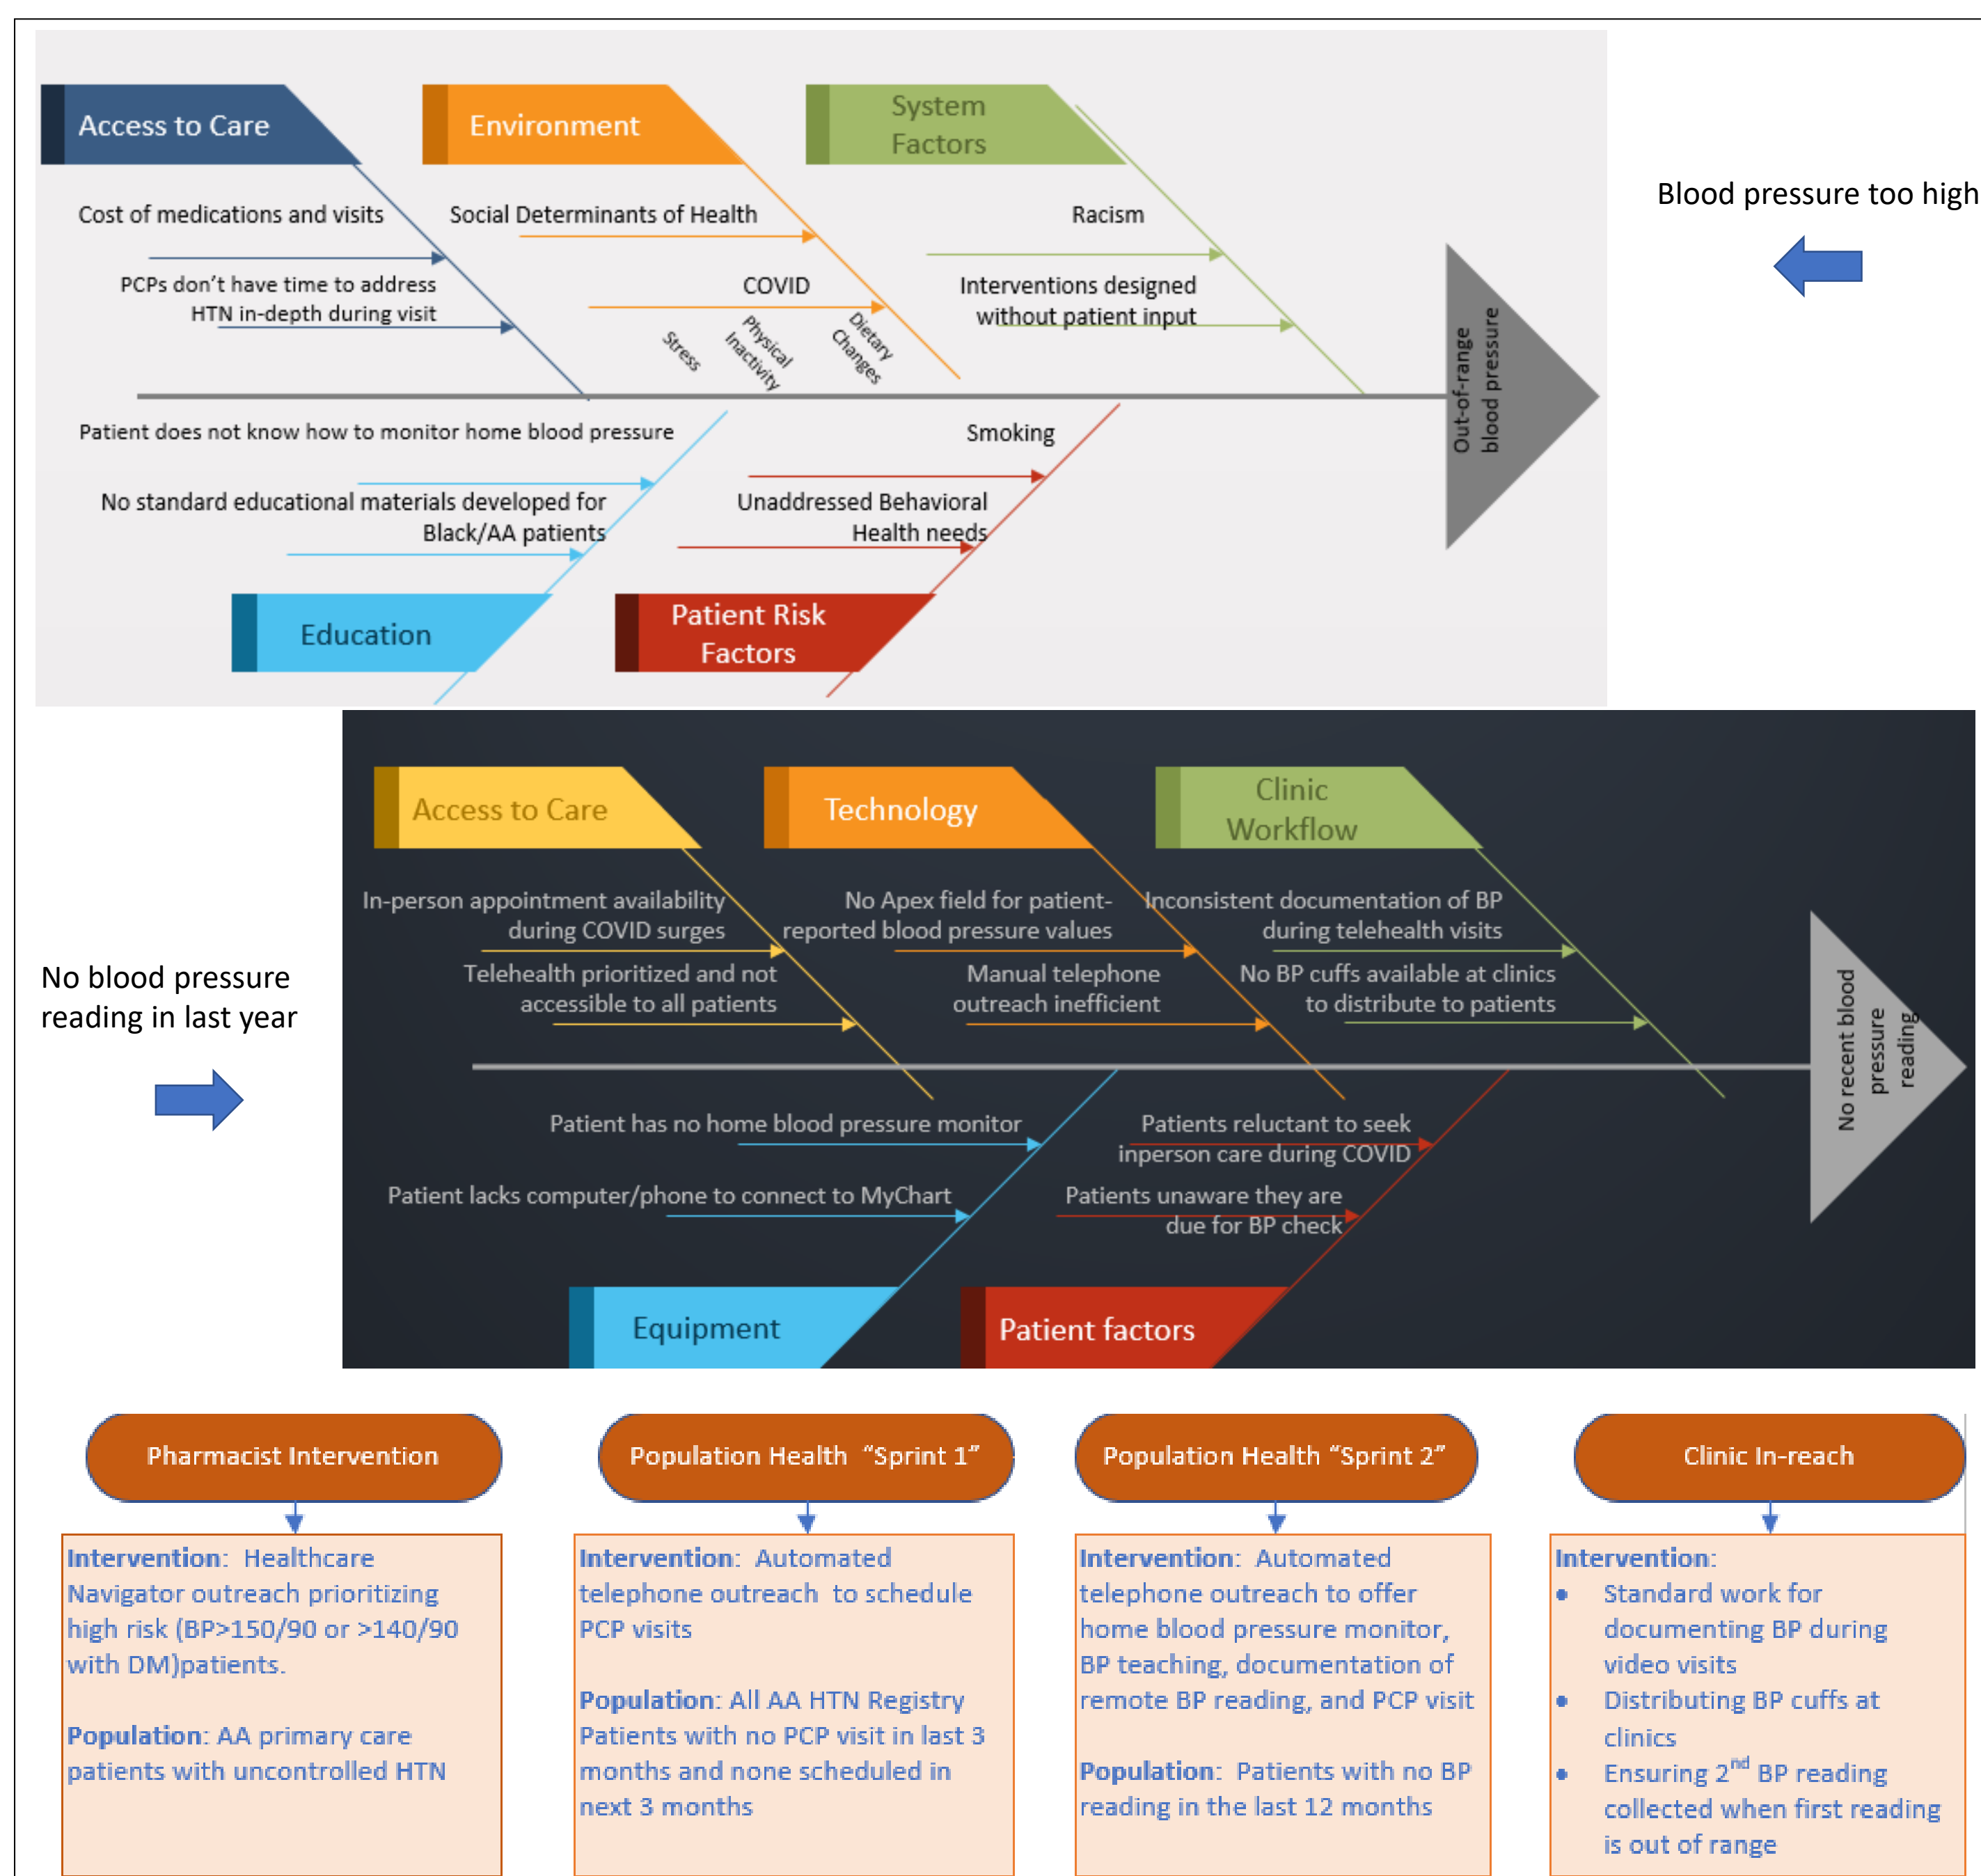 Access to Care
Environment
System
Factors
Cost of medications and visits
PCPs don't have time to address
HTN in-depth during visit
Social Determinants of Health
COVID
Stress
Physical
Inactivity
Dietary
Changes
Racism
Interventions designed
without patient input
Blood pressure too high
Out-of-range
blood pressure
Patient does not know how to monitor home blood pressure
No standard educational materials developed for
Black/AA patients
Smoking
Unaddressed Behavioral
Health needs
Education
Patient Risk
Factors
No blood pressure
reading in last year
Access to Care
Technology
Clinic
Workflow
In-person appointment availability
during COVID surges
Telehealth prioritized and not
accessible to all patients
No Apex field for patient-
reported blood pressure values
Manual telephone
outreach inefficient
Inconsistent documentation of BP
during telehealth visits
No BP cuffs available at clinics
to distribute to patients
No recent blood
pressure
reading
Patient has no home blood pressure monitor
Patient lacks computer/phone to connect to MyChart
Patients reluctant to seek
inperson care during COVID
Patients unaware they are
due for BP check
Equipment
Patient factors
Pharmacist Intervention
Intervention: Healthcare
Navigator outreach prioritizing
high risk (BP>150/90 or >140/90
with DM)patients.
Population: AA primary care
patients with uncontrolled HTN
Population Health "Sprint 1"
Intervention: Automated
telephone outreach to schedule
PCP visits
Population: All AA HTN Registry
Patients with no PCP visit in last 3
months and none scheduled in
next 3 months
Population Health "Sprint 2"
Intervention: Automated
telephone outreach to offer
home blood pressure monitor,
BP teaching, documentation of
remote BP reading, and PCP visit
Population: Patients with no BP
reading in the last 12 months
Clinic In-reach
Intervention:
• Standard work for
documenting BP during
video visits
• Distributing BP cuffs at
clinics
• Ensuring 2nd BP reading
collected when first reading
is out of range